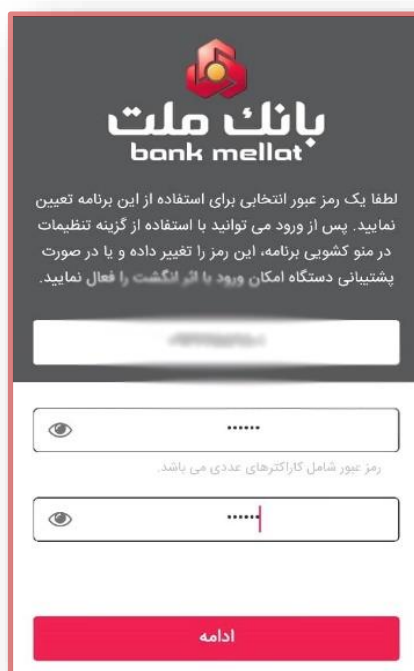 بانك ملت
bank mellat
لطفا یک رمز عبور انتخابی برای استفاده از این برنامه تعیین
نمایید. پس از ورود می توانید با استفاده از گزینه تنظیمات
در منو کشویی برنامه، این رمز را تغییر داده و یا در صورت
پشتیبانی دستگاه امکان ورود با اثر انگشت را فعال نمایید.
••••••
رمز عبور شامل کاراکترهای عددی می باشد.
••••••
ادامه